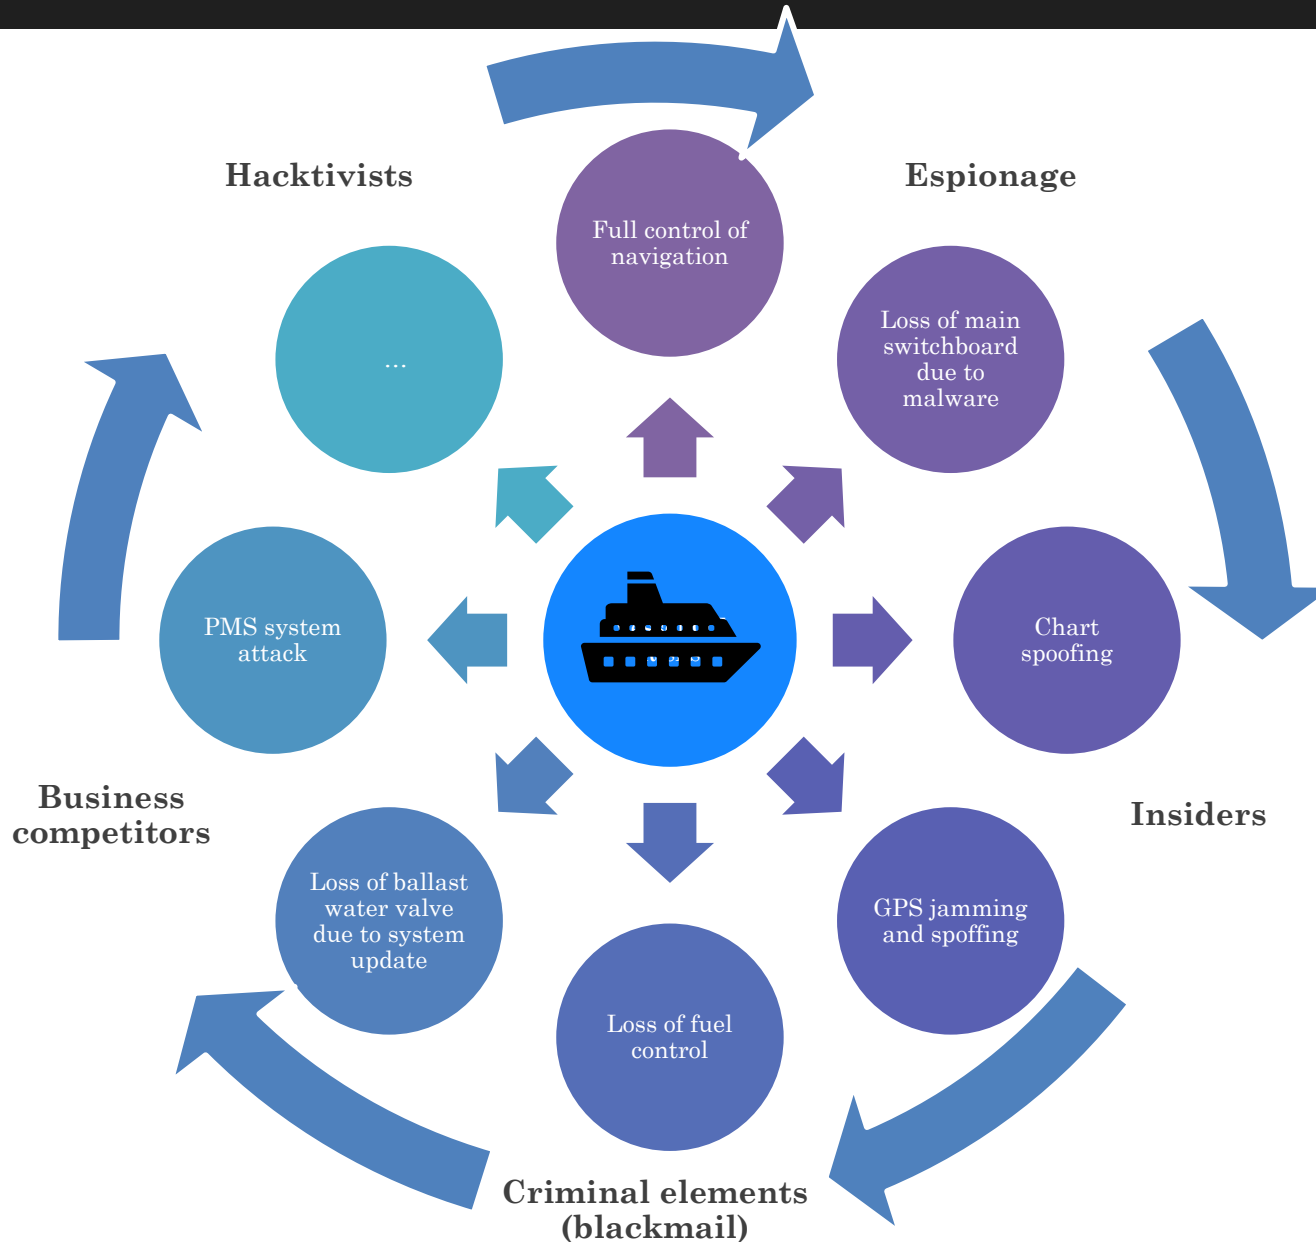 Hacktivists
Espionage
Full control of
navigation
Loss of main
switchboard
due to
malware
...
PMS system
attack
Chart
spoofing
Business
competitors
Insiders
Loss of ballast
water valve
due to system
update
GPS jamming
and spoffing
Loss of fuel
control
Criminal elements
(blackmail)